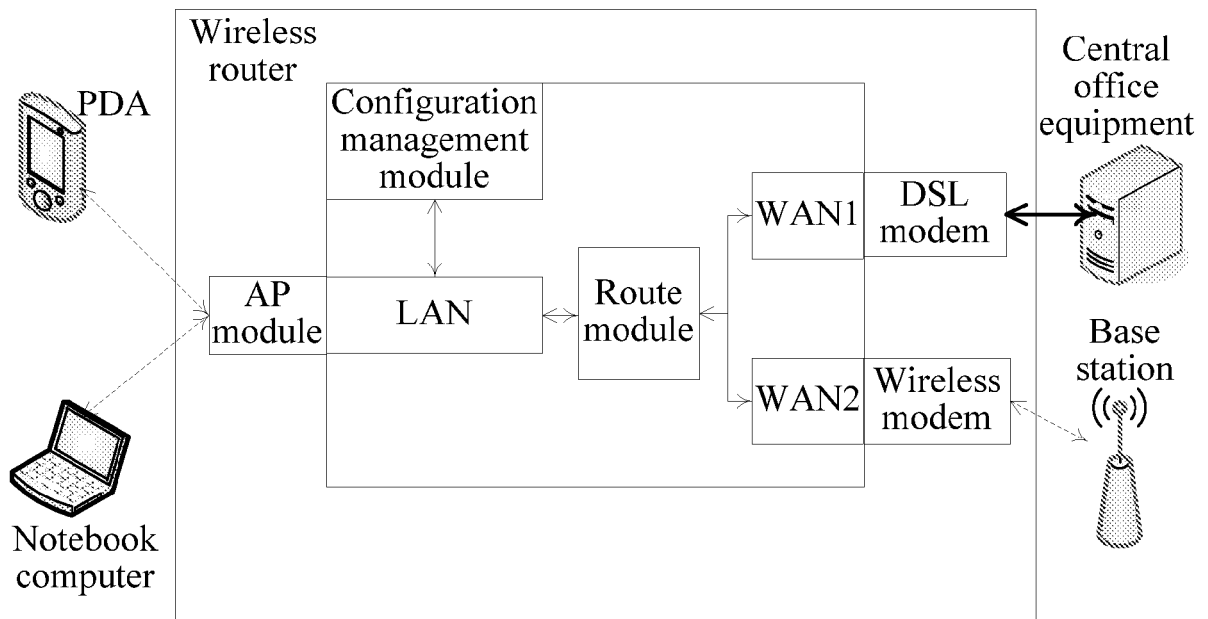 Wireless
router
PDA
Configuration
management
module
Central
office
equipment
WAN1
DSL
modem
AP
module
LAN
Route
module
WAN2
Wireless
modem
Base
station
Notebook
computer